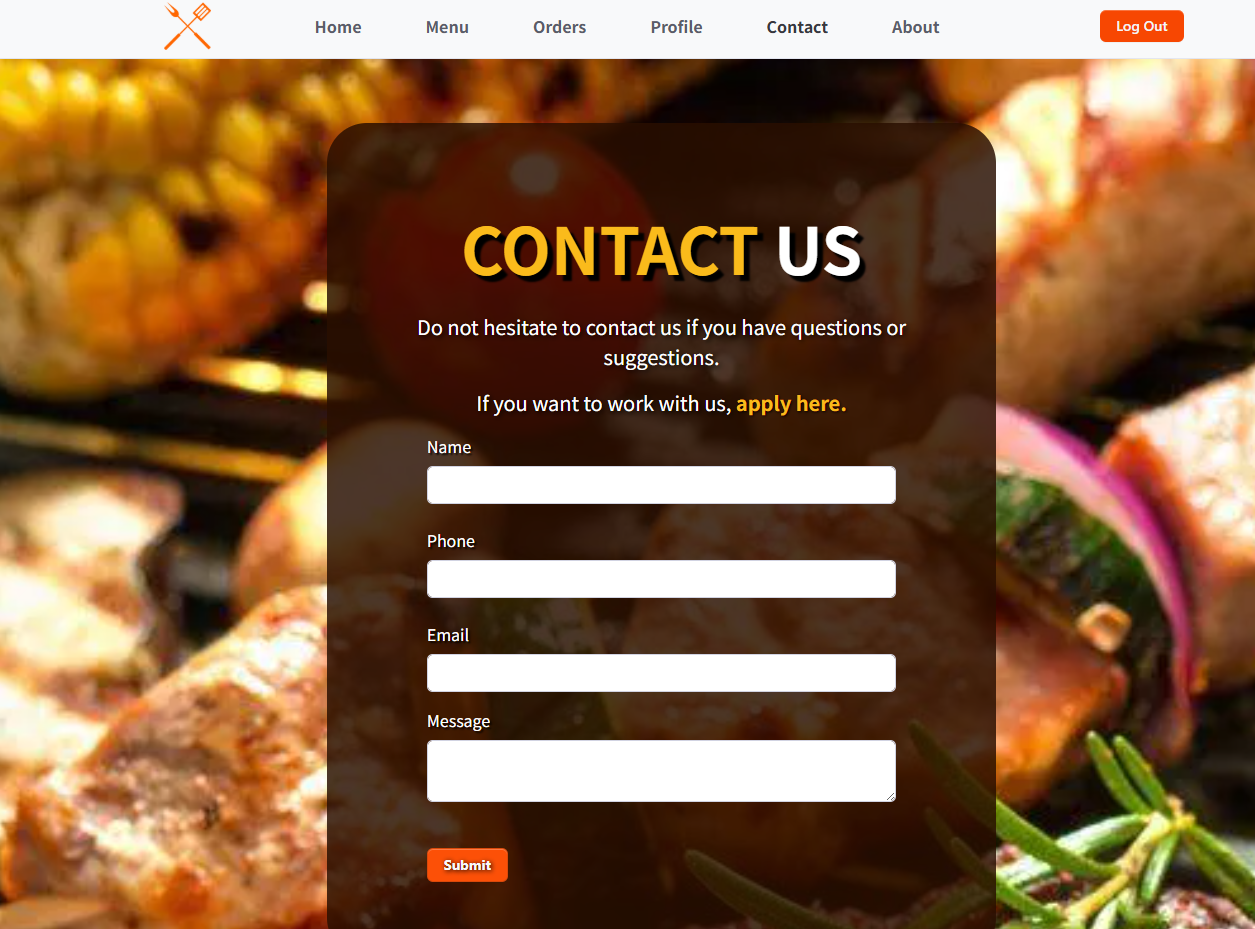 Home Menu Orders Profile Contact About Log Out
CONTACT US
Do not hesitate to contact us if you have questions or
suggestions.
If you want to work with us, apply here.
Name
Phone
Email
Message
Submit